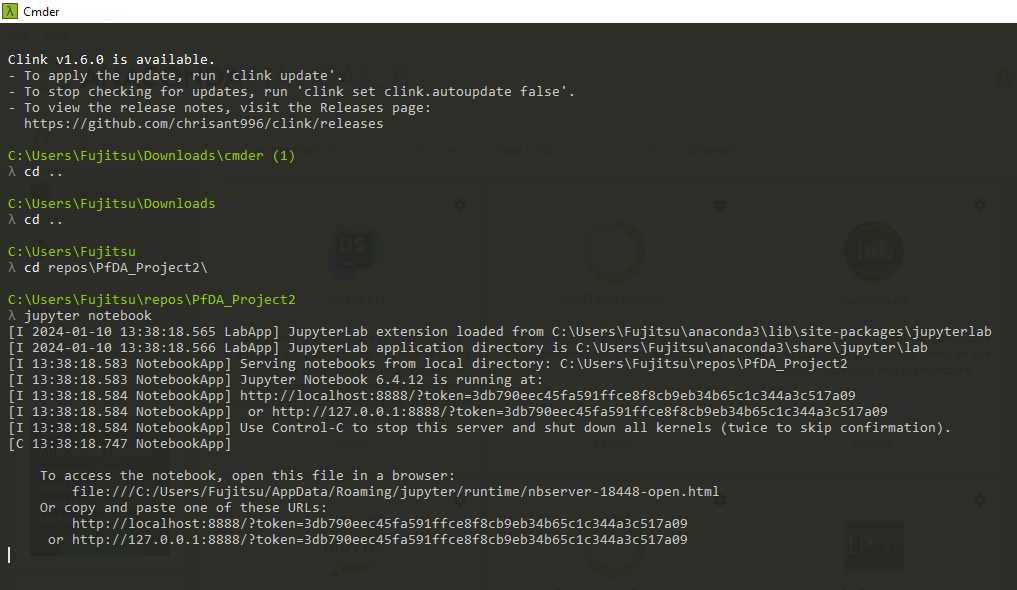 λ Cmder
Clink v1.6.0 is available.
- To apply the update, run 'clink update'.
- To stop checking for updates, run 'clink set clink.autoupdate false'.
- To view the release notes, visit the Releases page:
  https://github.com/chrisant996/clink/releases
C:\Users\Fujitsu\Downloads\cmder (1)
λ cd ..
C:\Users\Fujitsu\Downloads
λ cd ..
C:\Users\Fujitsu
λ cd repos\PfDA_Project2\
C:\Users\Fujitsu\repos\PfDA_Project2
λ jupyter notebook
[I 2024-01-10 13:38:18.565 LabApp] JupyterLab extension loaded from C:\Users\Fujitsu\anaconda3\lib\site-packages\jupyterlab
[I 2024-01-10 13:38:18.566 LabApp] JupyterLab application directory is C:\Users\Fujitsu\anaconda3\share\jupyter\lab
[I 13:38:18.583 NotebookApp] Serving notebooks from local directory: C:\Users\Fujitsu\repos\PfDA_Project2
[I 13:38:18.583 NotebookApp] Jupyter Notebook 6.4.12 is running at:
[I 13:38:18.584 NotebookApp] http://localhost:8888/?token=3db790eec45fa591ffce8f8cb9eb34b65c1c344a3c517a09
[I 13:38:18.584 NotebookApp]  or http://127.0.0.1:8888/?token=3db790eec45fa591ffce8f8cb9eb34b65c1c344a3c517a09
[I 13:38:18.584 NotebookApp] Use Control-C to stop this server and shut down all kernels (twice to skip confirmation).
[C 13:38:18.747 NotebookApp]
    To access the notebook, open this file in a browser:
        file:///C:/Users/Fujitsu/AppData/Roaming/jupyter/runtime/nbserver-18448-open.html
    Or copy and paste one of these URLs:
        http://localhost:8888/?token=3db790eec45fa591ffce8f8cb9eb34b65c1c344a3c517a09
     or http://127.0.0.1:8888/?token=3db790eec45fa591ffce8f8cb9eb34b65c1c344a3c517a09